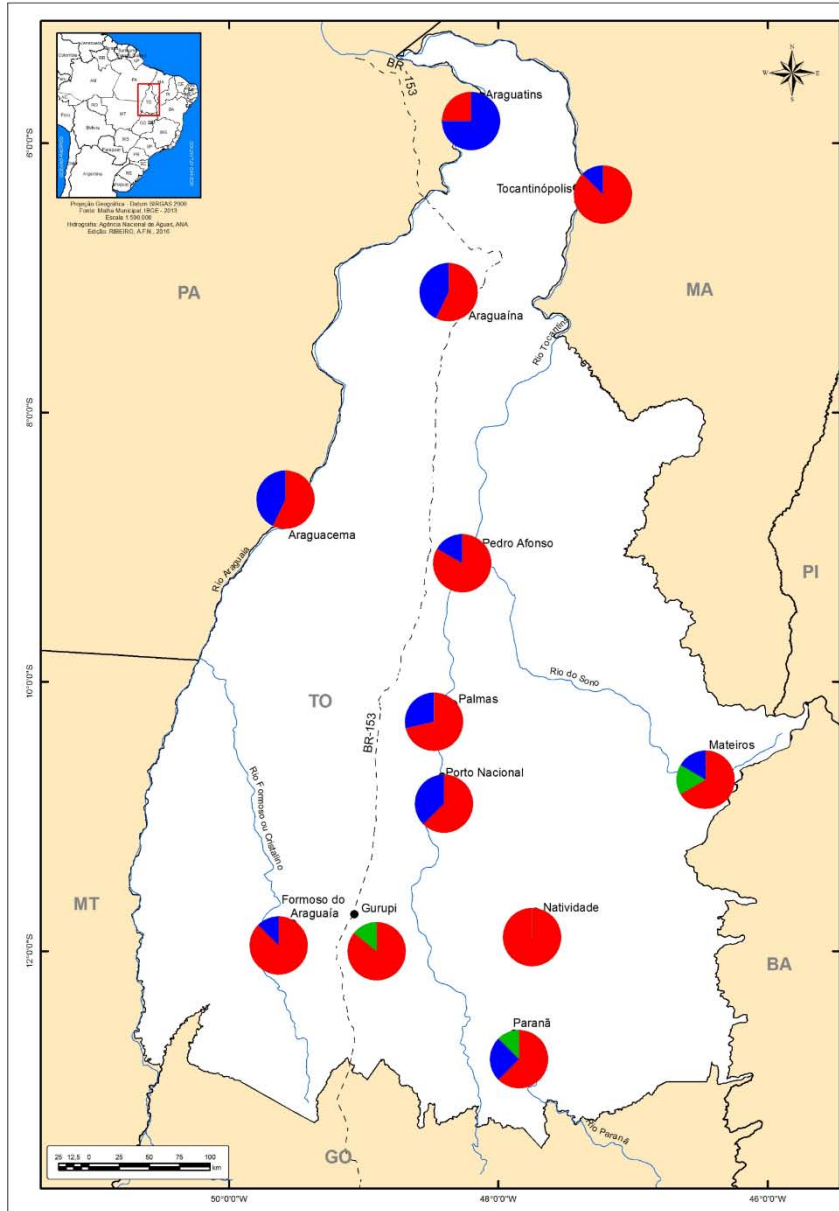 BR-153
Araguatins
Tocantinópolis
Projeção Geográfica - Datum SIRGAS 2000
Fonte: Malha Municipal, IBGE - 2013
Escala 1:500.000
Hidrografia: Agência Nacional de Águas, ANA
Edição: RIBEIRO, A.F.N., 2016
N
W
E
S
6°0'0"S
PA
MA
Araguaína
Rio Tocantins
8°0'0"S
Araguacema
Rio Araguaia
Pedro Afonso
PI
Rio do Sono
10°0'0"S
TO
BR-153
Palmas
Mateiros
Porto Nacional
Rio Formoso ou Cristalino
MT
Formoso do
Araguaía
Gurupi
Natividade
12°0'0"S
BA
Paranã
Rio Paranã
GO
25 12,5 0 25 50 75 100
km
50°0'0"W
48°0'0"W
46°0'0"W